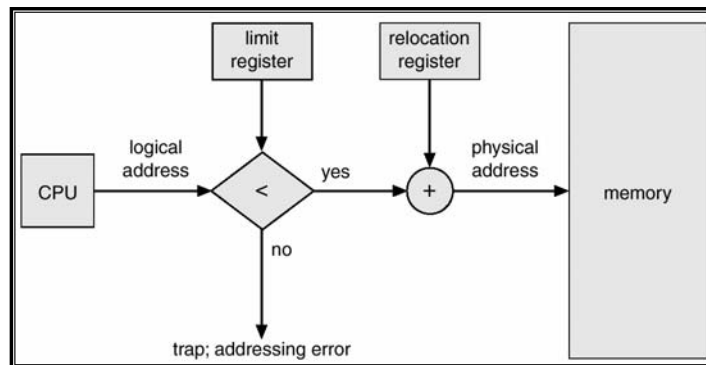 limit
register
relocation
register
logical
address
physical
address
CPU
<
yes
+
memory
no
trap; addressing error